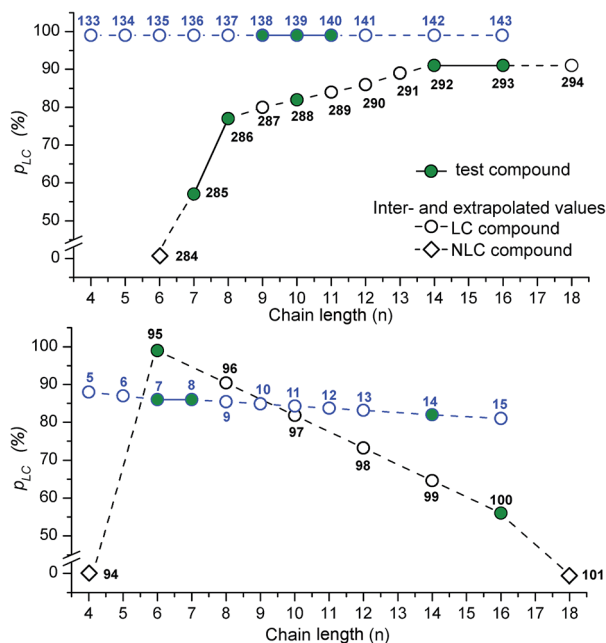 133 134 135 136 137 138 139 140 141 142 143
100
90
80
70
60
50
0
p_LC (%)
284
285
286
287
288
289
290
291
292
293
294
test compound
Inter- and extrapolated values
LC compound
NLC compound
4 5 6 7 8 9 10 11 12 13 14 15 16 17 18
Chain length (n)
100
90
80
70
60
50
0
p_LC (%)
95
96
5 6 7 8 9 10 11 12 13 14 15
97
98
99
100
94
101
4 5 6 7 8 9 10 11 12 13 14 15 16 17 18
Chain length (n)